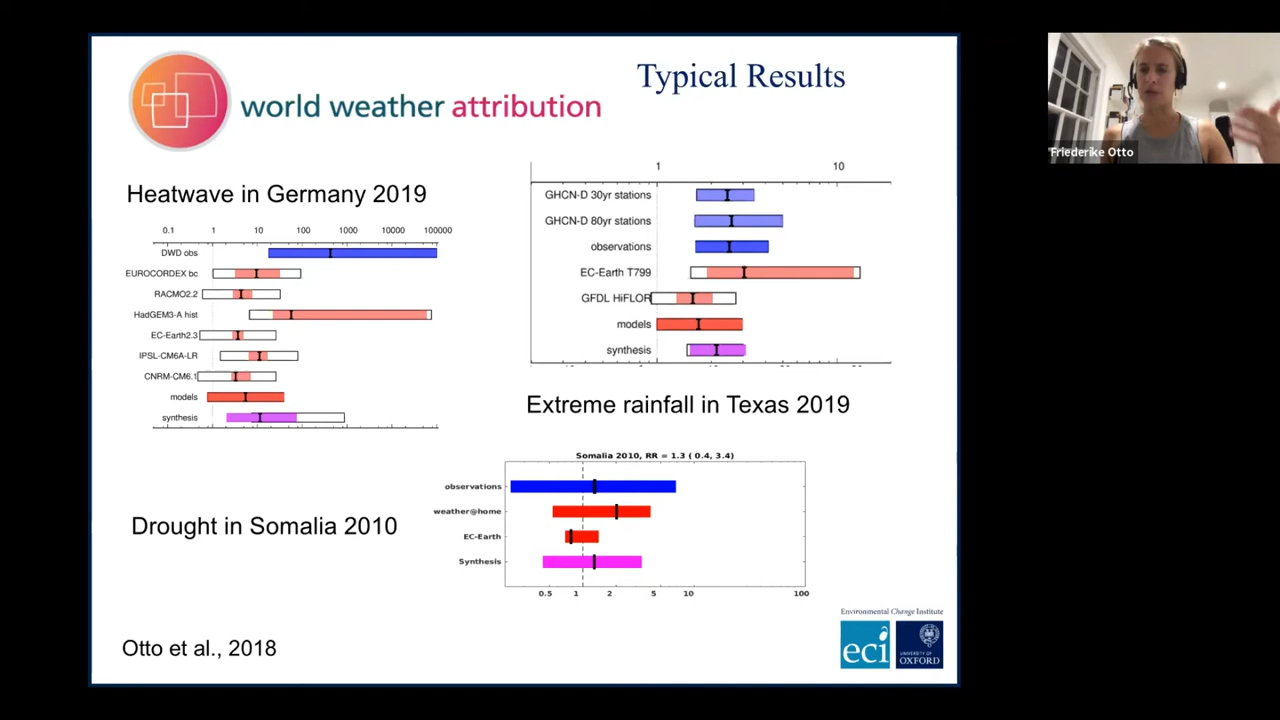 Typical Results
world weather attribution
Heatwave in Germany 2019
0.1 1 10 100 1000 10000 100000
DWD obs
EUROCORDEX bc
RACMO2.2
HadGEM3-A hist
EC-Earth2.3
IPSL-CM6A-LR
CNRM-CM6.1
models
synthesis
1 10
GHCN-D 30yr stations
GHCN-D 80yr stations
observations
EC-Earth T799
GFDL HiFLOR
models
synthesis
Extreme rainfall in Texas 2019
Drought in Somalia 2010
Somalia 2010, RR = 1.3 ( 0.4, 3.4)
observations
weather@home
EC-Earth
Synthesis
0.5 1 2 5 10 100
Otto et al., 2018
Environmental Change Institute
eci
UNIVERSITY OF
OXFORD
Friederike Otto